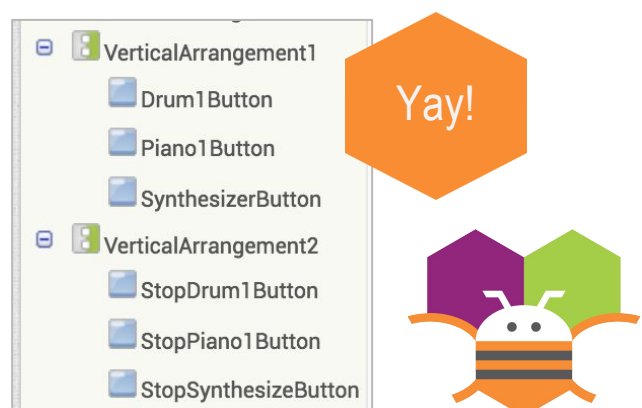 VerticalArrangement1
Drum1Button
Piano1Button
SynthesizerButton
VerticalArrangement2
StopDrum1Button
StopPiano1Button
StopSynthesizeButton
Yay!